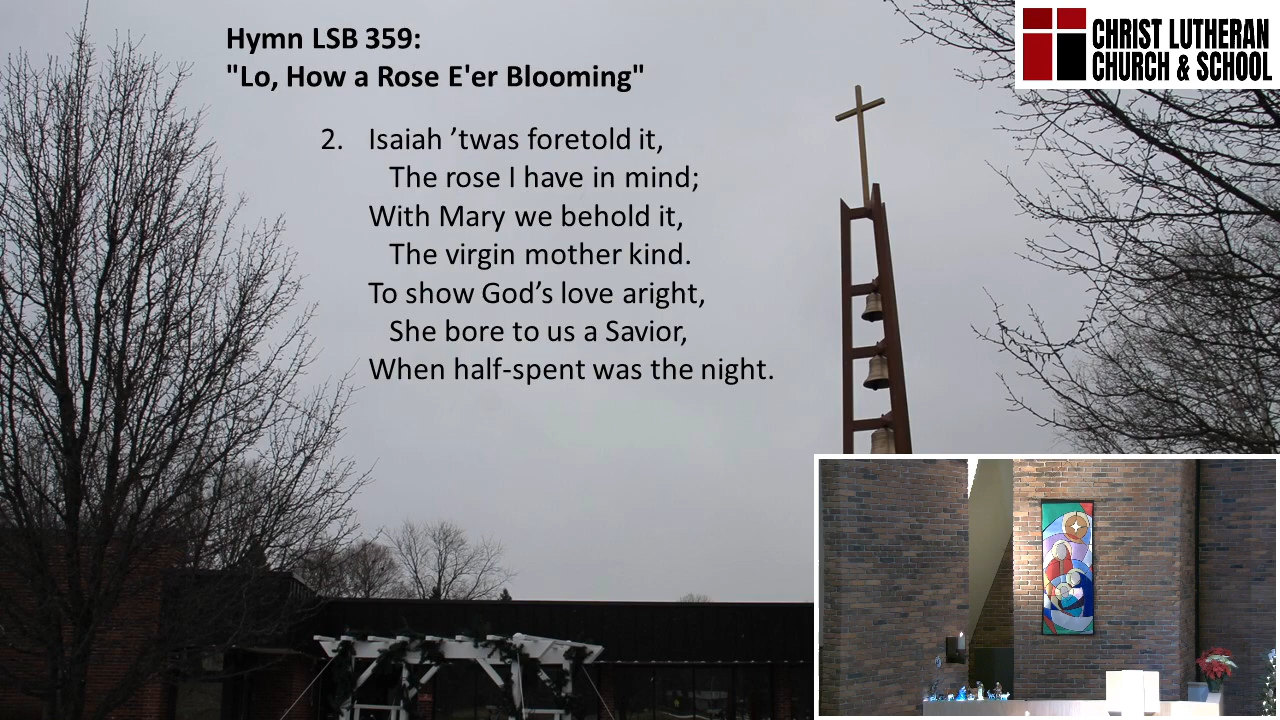 Hymn LSB 359:
"Lo, How a Rose E'er Blooming"
2. Isaiah ’twas foretold it,
The rose I have in mind;
With Mary we behold it,
The virgin mother kind.
To show God’s love aright,
She bore to us a Savior,
When half-spent was the night.
CHRIST LUTHERAN
CHURCH & SCHOOL